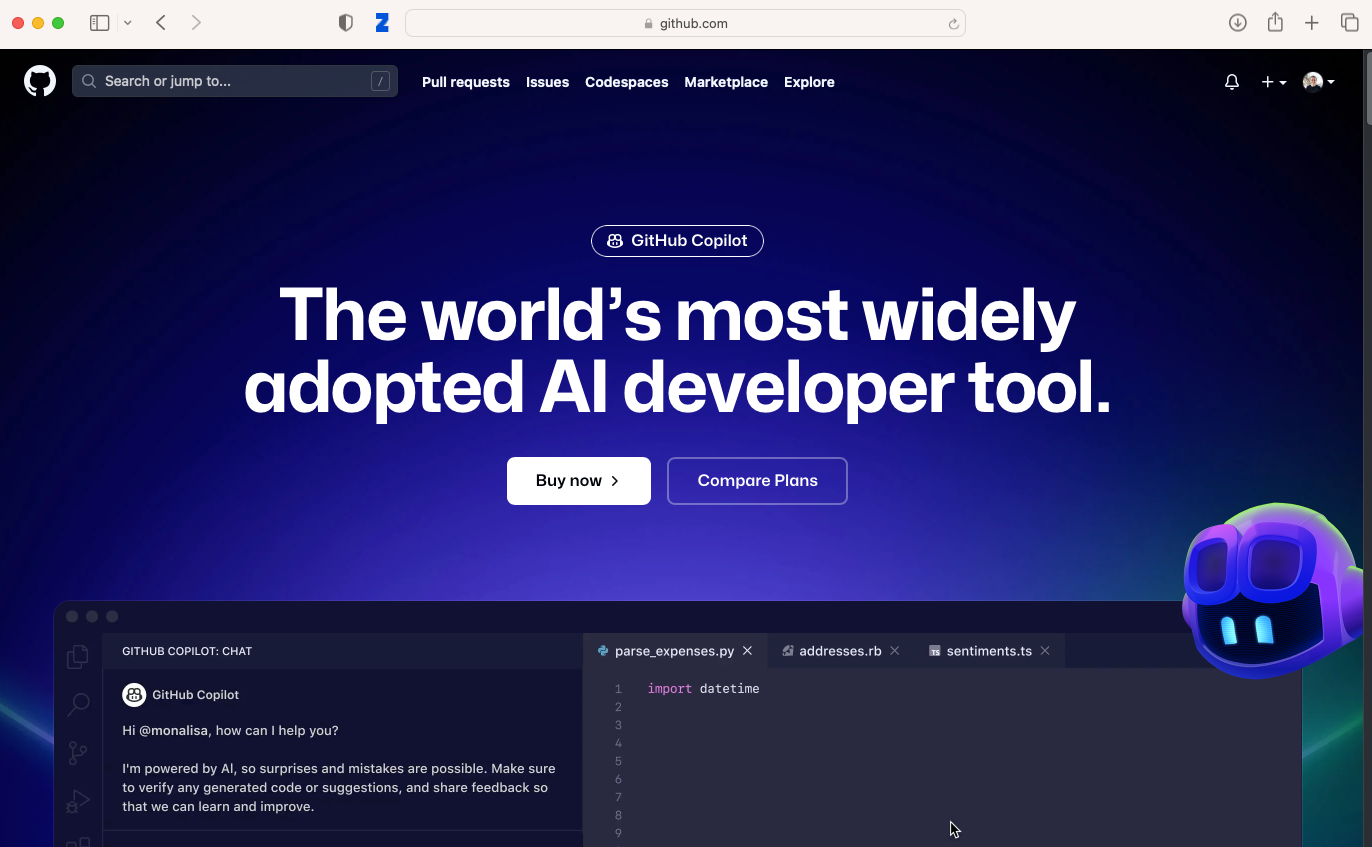 github.com
Search or jump to... /
Pull requests Issues Codespaces Marketplace Explore
GitHub Copilot
The world’s most widely
adopted AI developer tool.
Buy now
Compare Plans
GITHUB COPILOT: CHAT
GitHub Copilot
Hi @monalisa, how can I help you?
I'm powered by AI, so surprises and mistakes are possible. Make sure
to verify any generated code or suggestions, and share feedback so
that we can learn and improve.
parse_expenses.py addresses.rb TS sentiments.ts
1 import datetime
2
3
4
5
6
7
8
9